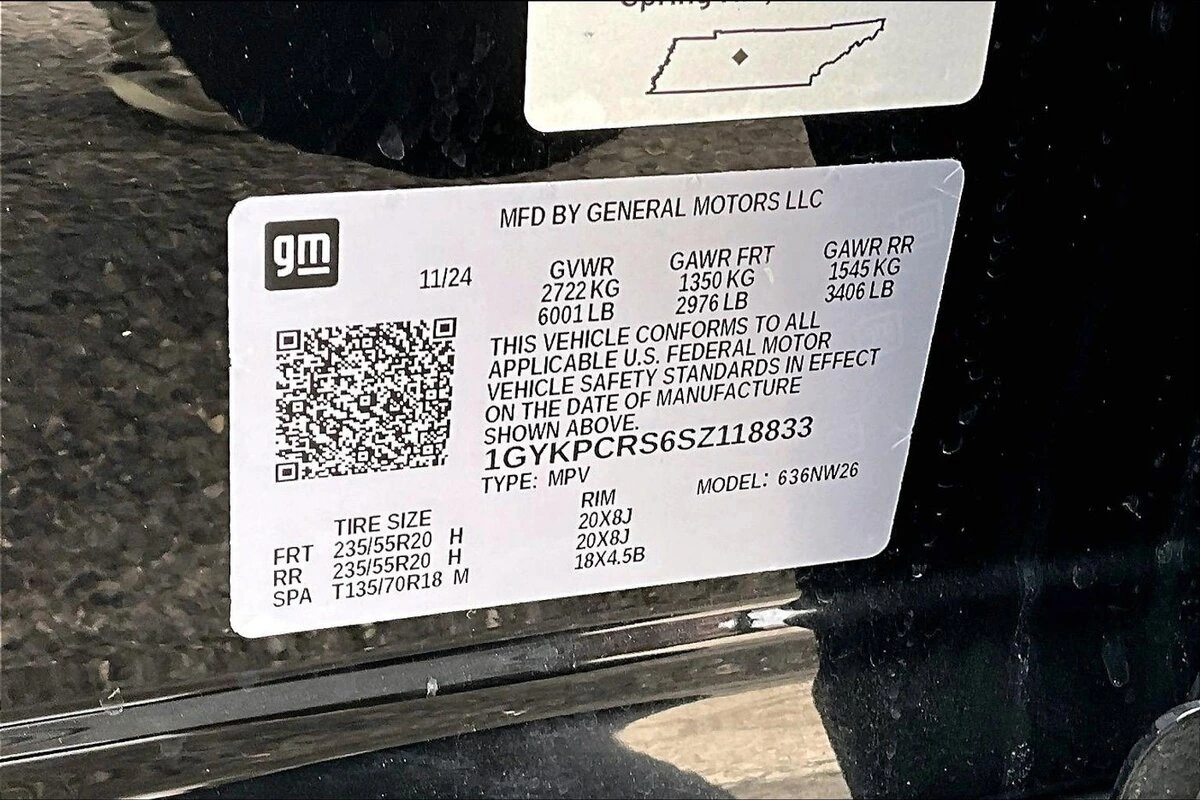 Spring
gm
MFD BY GENERAL MOTORS LLC
11/24
GVWR GAWR FRT GAWR RR
2722 KG 1350 KG 1545 KG
6001 LB 2976 LB 3406 LB
THIS VEHICLE CONFORMS TO ALL
APPLICABLE U.S. FEDERAL MOTOR
VEHICLE SAFETY STANDARDS IN EFFECT
ON THE DATE OF MANUFACTURE
SHOWN ABOVE.
1GYKPCRS6SZ118833
TYPE: MPV MODEL: 636NW26
TIRE SIZE RIM
FRT 235/55R20 H 20X8J
RR 235/55R20 H 20X8J
SPA T135/70R18 M 18X4.5B